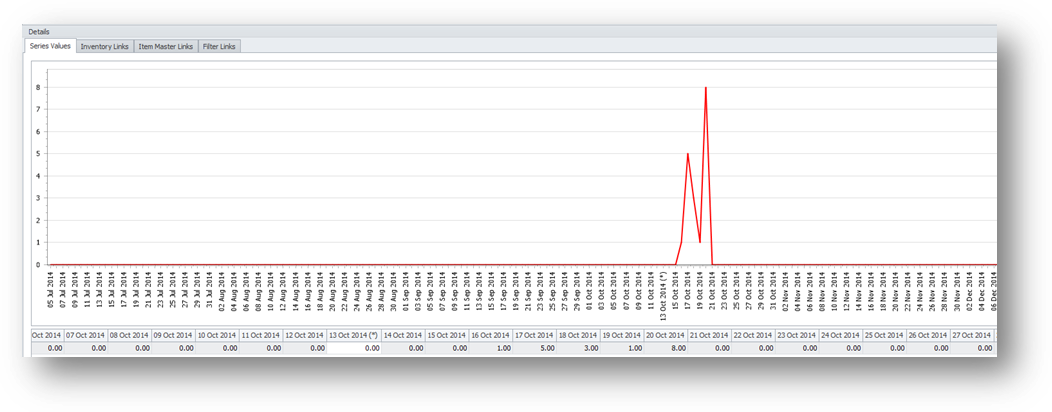 Details
Series Values Inventory Links Item Master Links Filter Links
8
7
6
5
4
3
2
1
0
05 Jul 2014
07 Jul 2014
09 Jul 2014
11 Jul 2014
13 Jul 2014
15 Jul 2014
17 Jul 2014
19 Jul 2014
21 Jul 2014
23 Jul 2014
25 Jul 2014
27 Jul 2014
29 Jul 2014
31 Jul 2014
02 Aug 2014
04 Aug 2014
06 Aug 2014
08 Aug 2014
10 Aug 2014
12 Aug 2014
14 Aug 2014
16 Aug 2014
18 Aug 2014
20 Aug 2014
22 Aug 2014
24 Aug 2014
26 Aug 2014
28 Aug 2014
30 Aug 2014
01 Sep 2014
03 Sep 2014
05 Sep 2014
07 Sep 2014
09 Sep 2014
11 Sep 2014
13 Sep 2014
15 Sep 2014
17 Sep 2014
19 Sep 2014
21 Sep 2014
23 Sep 2014
25 Sep 2014
27 Sep 2014
29 Sep 2014
01 Oct 2014
03 Oct 2014
05 Oct 2014
07 Oct 2014
09 Oct 2014
11 Oct 2014
13 Oct 2014 (*)
15 Oct 2014
17 Oct 2014
19 Oct 2014
21 Oct 2014
23 Oct 2014
25 Oct 2014
27 Oct 2014
29 Oct 2014
31 Oct 2014
02 Nov 2014
04 Nov 2014
06 Nov 2014
08 Nov 2014
10 Nov 2014
12 Nov 2014
14 Nov 2014
16 Nov 2014
18 Nov 2014
20 Nov 2014
22 Nov 2014
24 Nov 2014
26 Nov 2014
28 Nov 2014
30 Nov 2014
02 Dec 2014
04 Dec 2014
06 Dec 2014
Oct 2014 07 Oct 2014 08 Oct 2014 09 Oct 2014 10 Oct 2014 11 Oct 2014 12 Oct 2014 13 Oct 2014 (*) 14 Oct 2014 15 Oct 2014 16 Oct 2014 17 Oct 2014 18 Oct 2014 19 Oct 2014 20 Oct 2014 21 Oct 2014 22 Oct 2014 23 Oct 2014 24 Oct 2014 25 Oct 2014 26 Oct 2014 27 Oct 2014
0.00 0.00 0.00 0.00 0.00 0.00 0.00 0.00 0.00 0.00 1.00 5.00 3.00 1.00 8.00 0.00 0.00 0.00 0.00 0.00 0.00 0.00